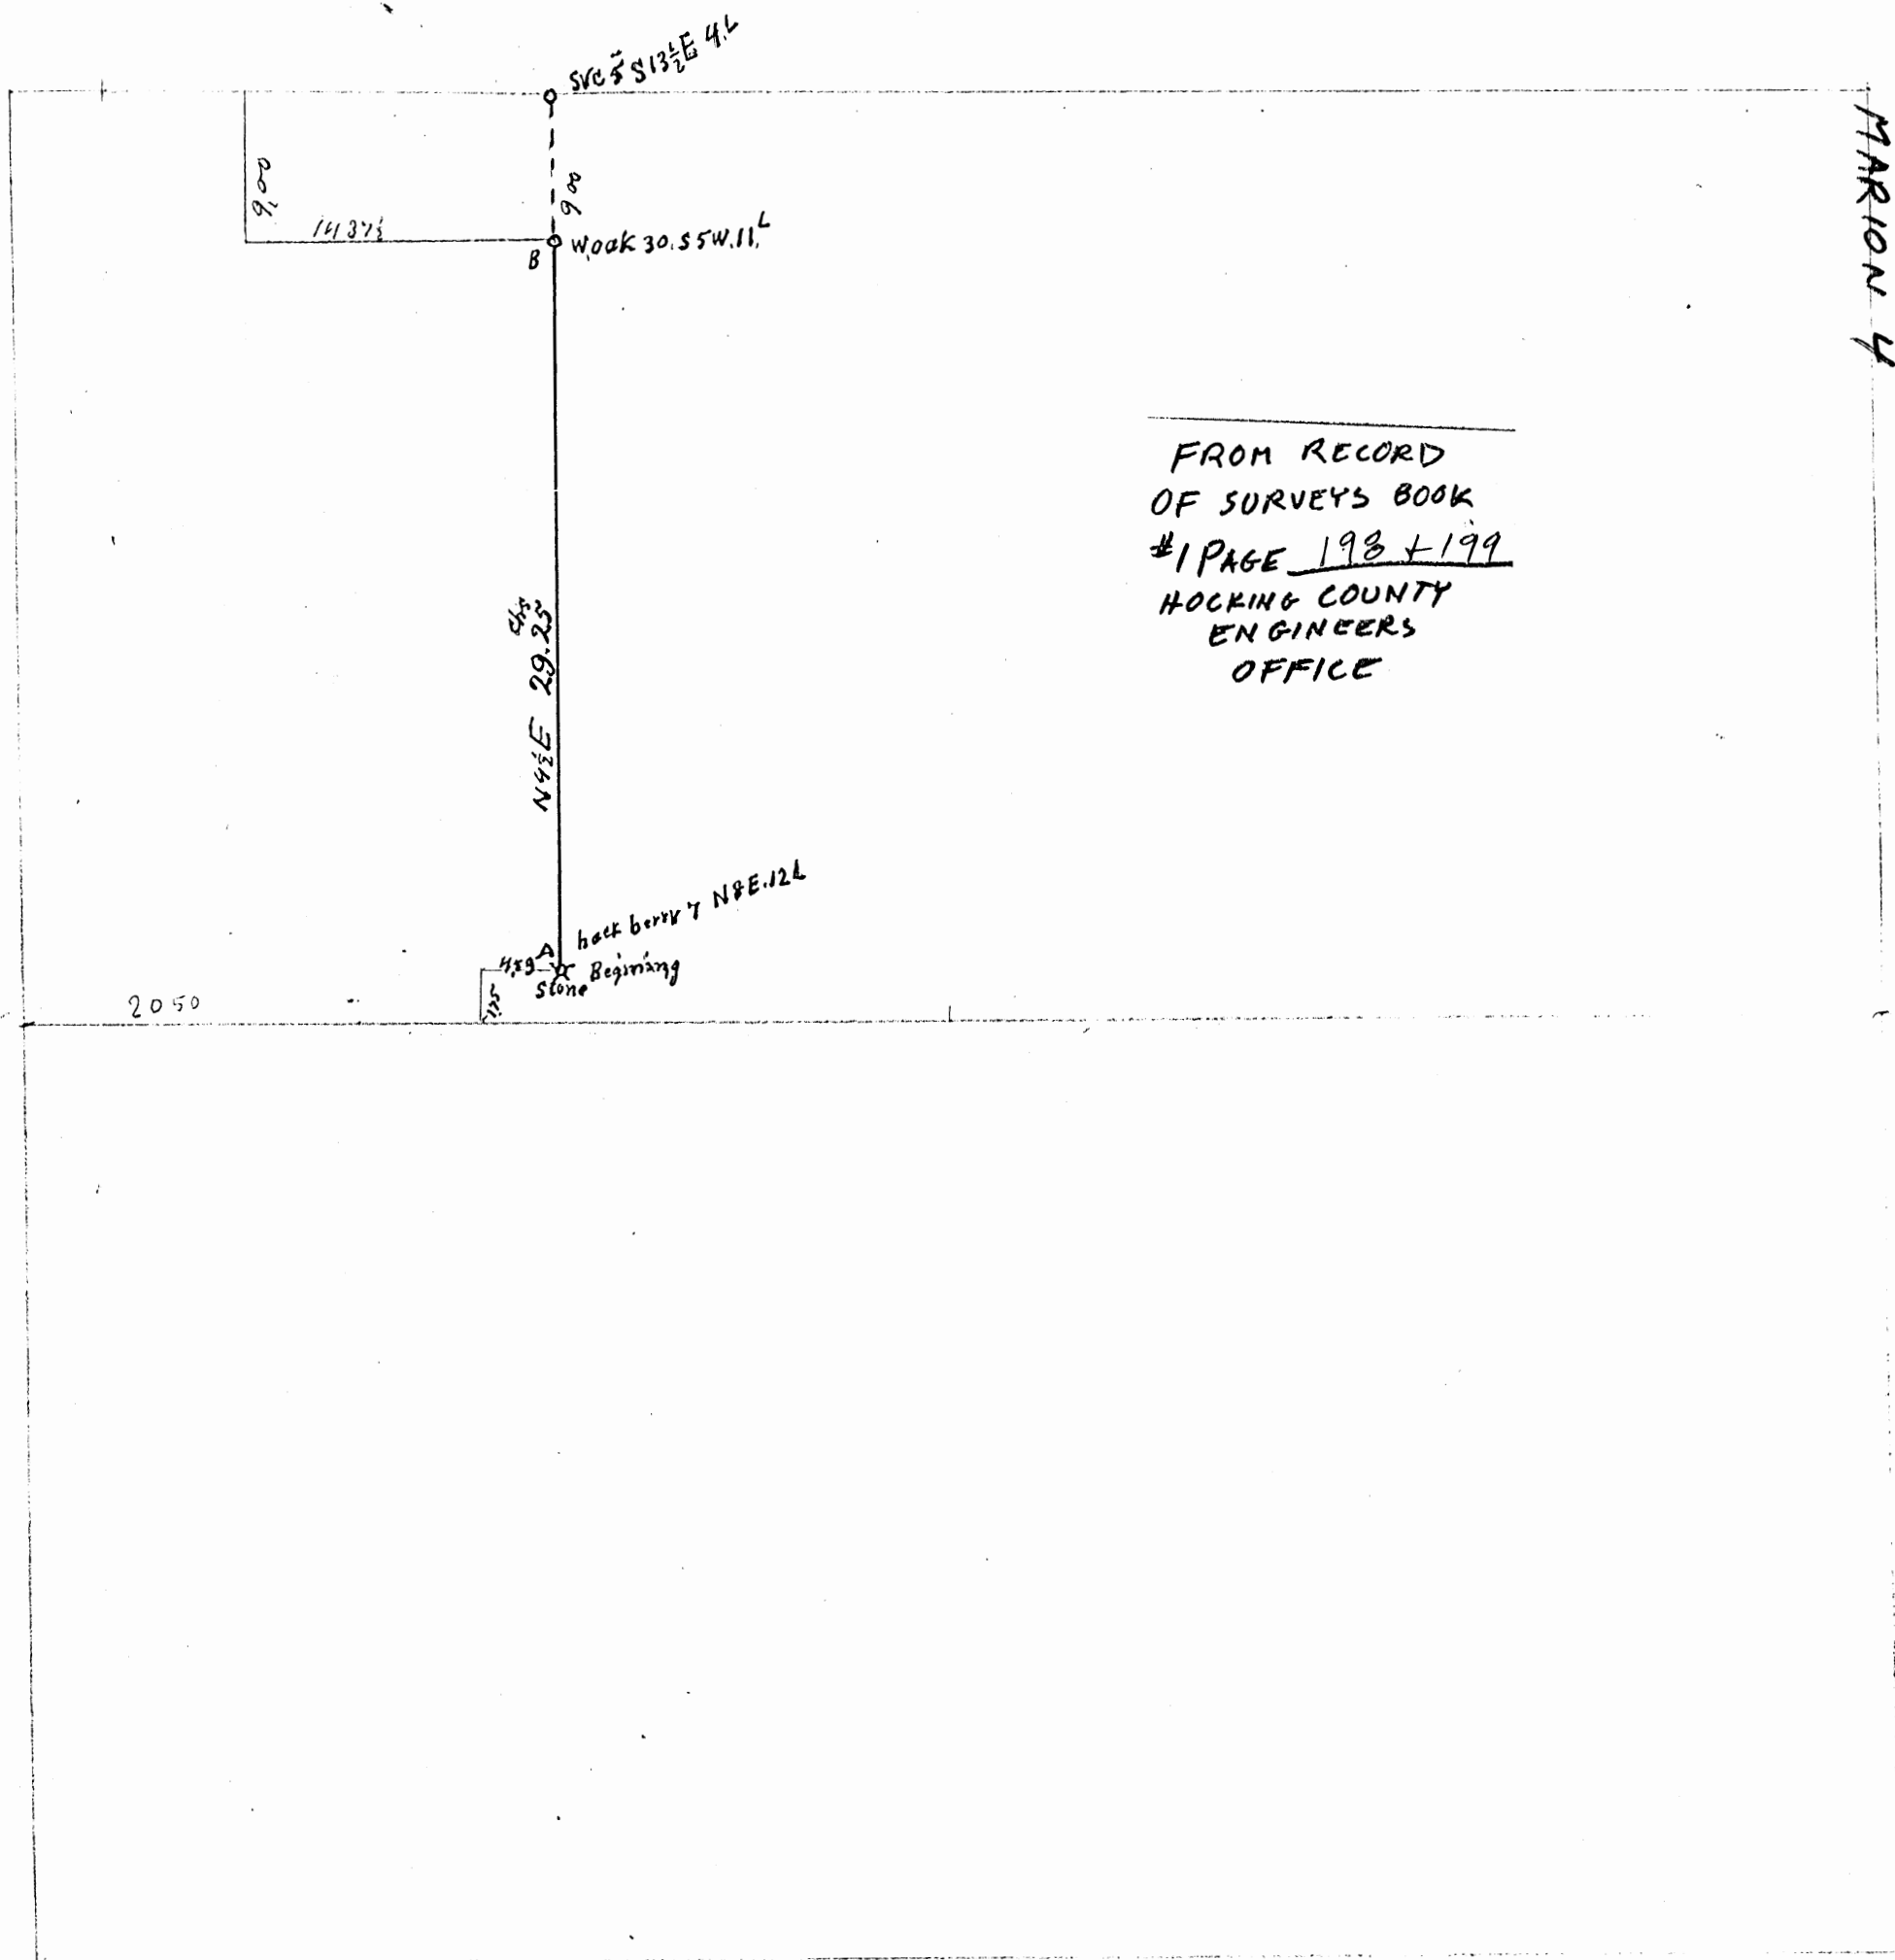 SVC 5 S13½E 4.L
MARION 4
9,00
9 00
14 37½
B
W,oak 30.S5W.11.L
FROM RECORD
OF SURVEYS BOOK
#1 PAGE 198 + 199
HOCKING COUNTY
ENGINEERS
OFFICE
N4½E 29.25 chs
hack berry 7 N8E.12L
A
4,89
Begining
Stone
2050